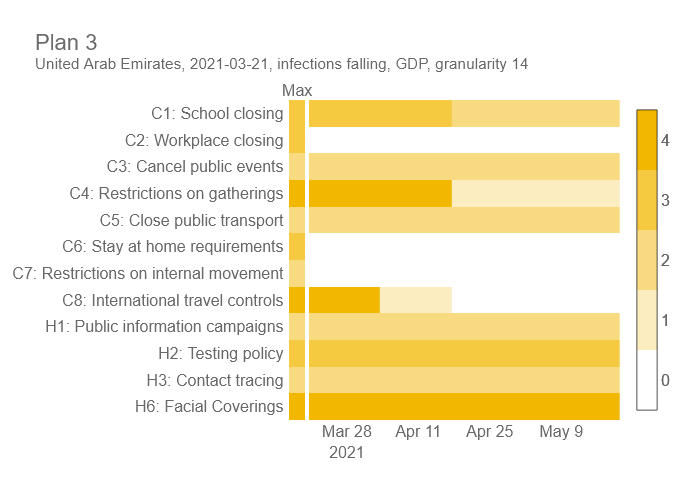 Plan 3
United Arab Emirates, 2021-03-21, infections falling, GDP, granularity 14
Max
C1: School closing
C2: Workplace closing
C3: Cancel public events
C4: Restrictions on gatherings
C5: Close public transport
C6: Stay at home requirements
C7: Restrictions on internal movement
C8: International travel controls
H1: Public information campaigns
H2: Testing policy
H3: Contact tracing
H6: Facial Coverings
Mar 28 Apr 11 Apr 25 May 9
2021
4
3
2
1
0